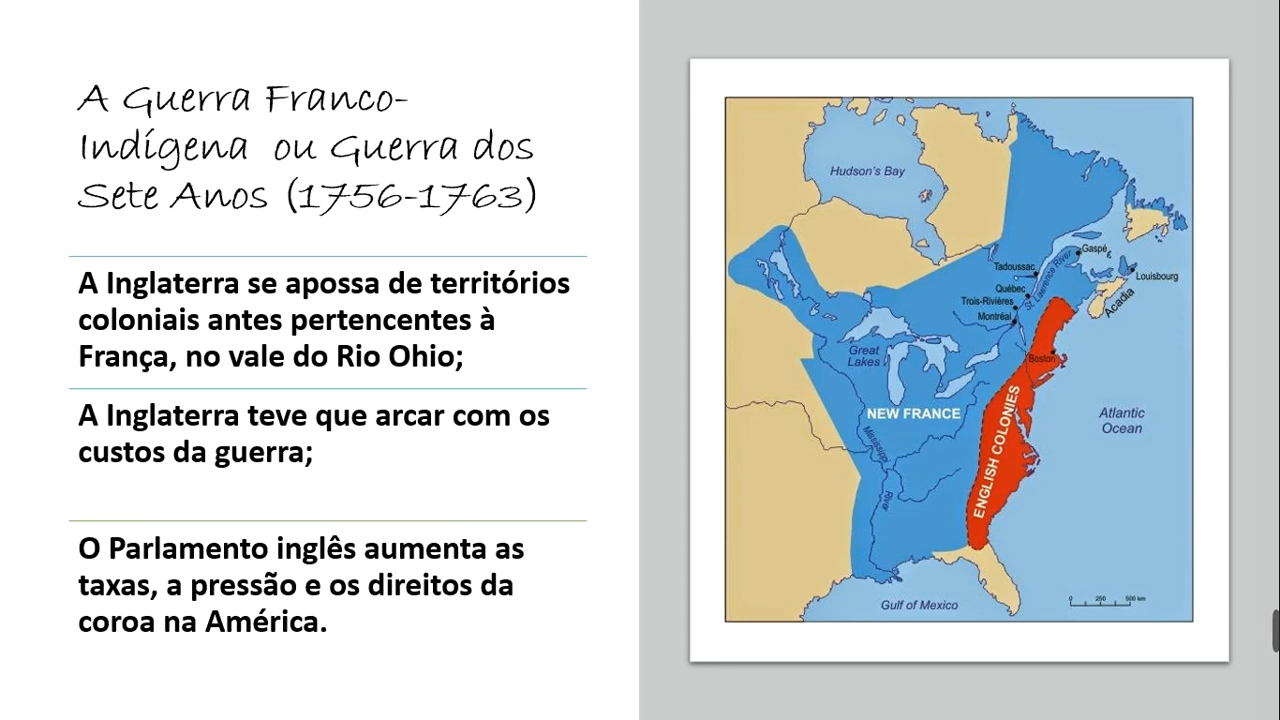 A Guerra Franco-
Indígena ou Guerra dos
Sete Anos (1756-1763)
A Inglaterra se apossa de territórios
coloniais antes pertencentes à
França, no vale do Rio Ohio;
A Inglaterra teve que arcar com os
custos da guerra;
O Parlamento inglês aumenta as
taxas, a pressão e os direitos da
coroa na América.
Hudson's Bay
Gaspé
Tadoussac
Louisbourg
St. Lawrence River
Québec
Acadia
Trois-Rivières
Montréal
Great
Lakes
Boston
NEW FRANCE
ENGLISH COLONIES
Atlantic
Ocean
Mississippi
River
Gulf of Mexico
0 250 500 km